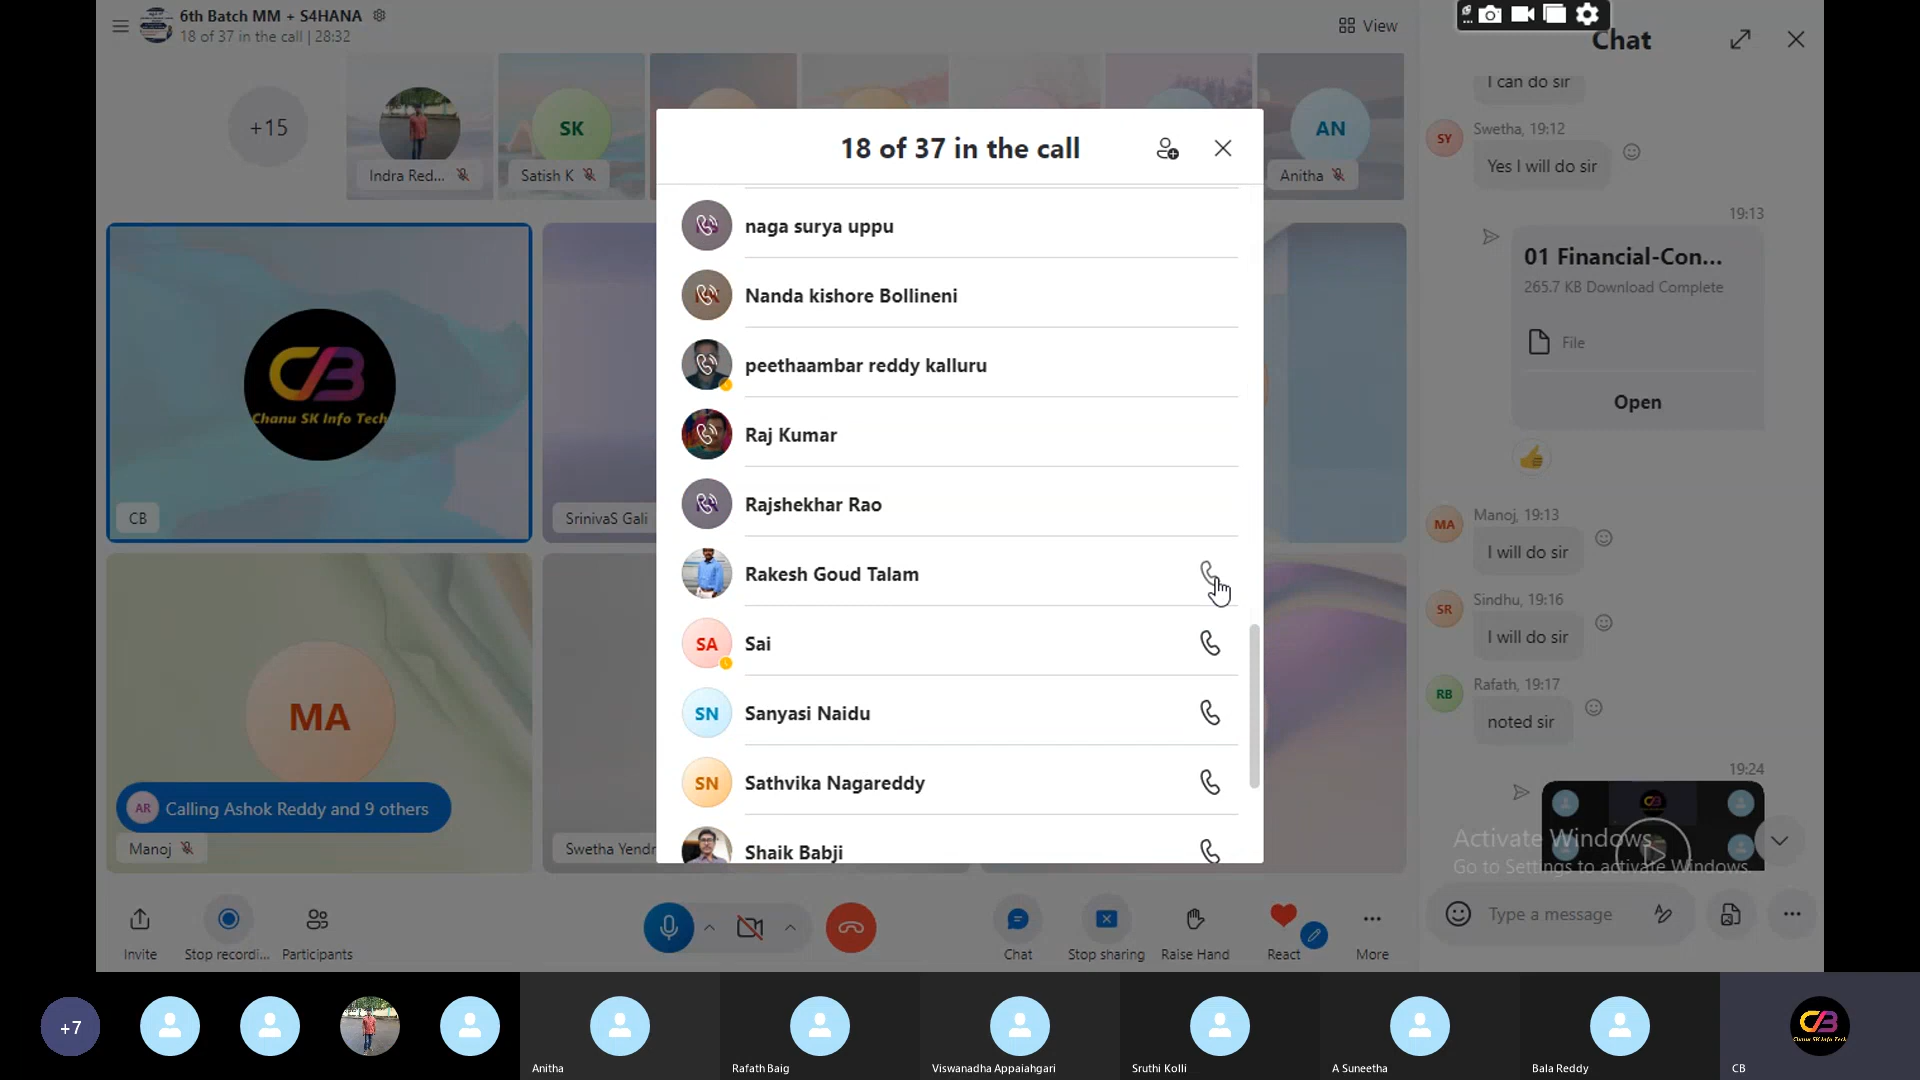 6th Batch MM + S4HANA
18 of 37 in the call | 28:32
View
Chat
+15
Indra Red...
SK
Satish K
AN
Anitha
18 of 37 in the call
naga surya uppu
Nanda kishore Bollineni
peethaambar reddy kalluru
Raj Kumar
Rajshekhar Rao
Rakesh Goud Talam
SA
Sai
SN
Sanyasi Naidu
SN
Sathvika Nagareddy
Shaik Babji
CB
Chanu SK Info Tech
CB
SrinivaS Gali
MA
AR
Calling Ashok Reddy and 9 others
Manoj
Swetha Yendr
I can do sir
SY
Swetha, 19:12
Yes I will do sir
19:13
01 Financial-Con...
265.7 KB Download Complete
File
Open
MA
Manoj, 19:13
I will do sir
SR
Sindhu, 19:16
I will do sir
RB
Rafath, 19:17
noted sir
19:24
Activate Windows
Go to Settings to activate Windows.
Type a message
Invite
Stop recordi...
Participants
Chat
Stop sharing
Raise Hand
React
More
+7
Anitha
Rafath Baig
Viswanadha Appaiahgari
Sruthi Kolli
A Suneetha
Bala Reddy
CB
Chanu SK Info Tech
CB